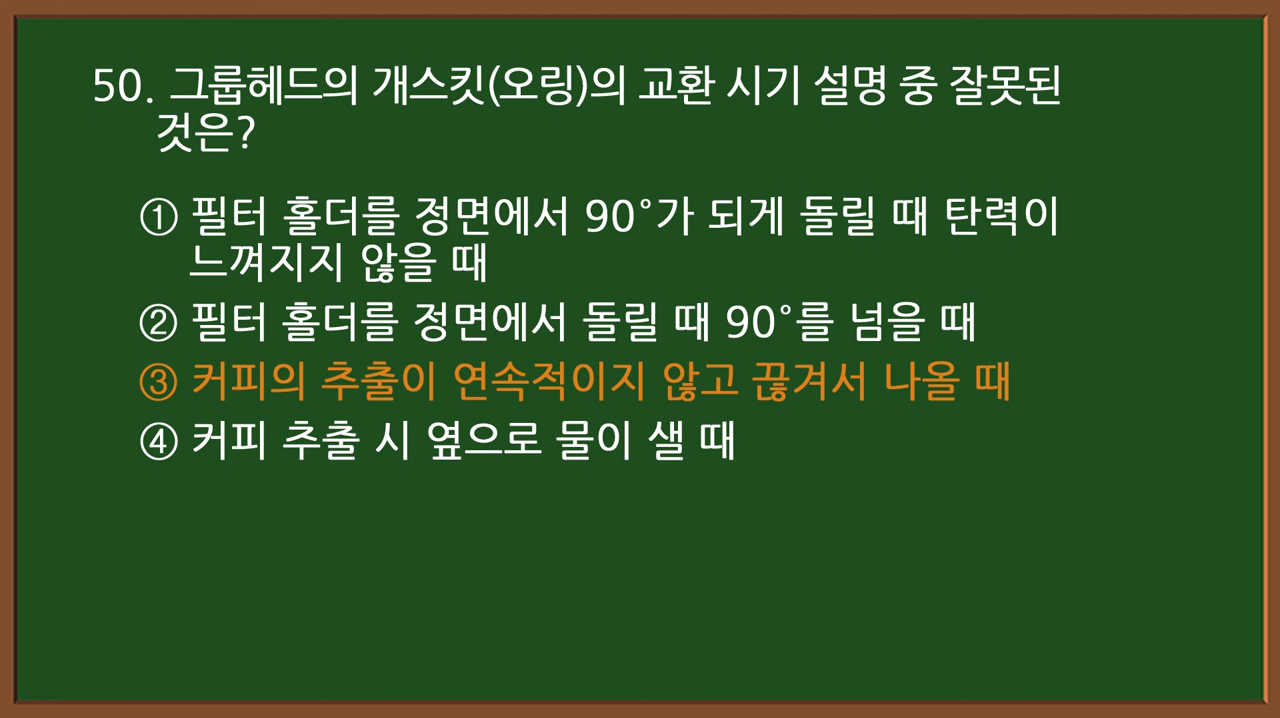 50. 그룹헤드의 개스킷(오링)의 교환 시기 설명 중 잘못된
것은?
① 필터 홀더를 정면에서 90°가 되게 돌릴 때 탄력이
느껴지지 않을 때
② 필터 홀더를 정면에서 돌릴 때 90°를 넘을 때
③ 커피의 추출이 연속적이지 않고 끊겨서 나올 때
④ 커피 추출 시 옆으로 물이 샐 때